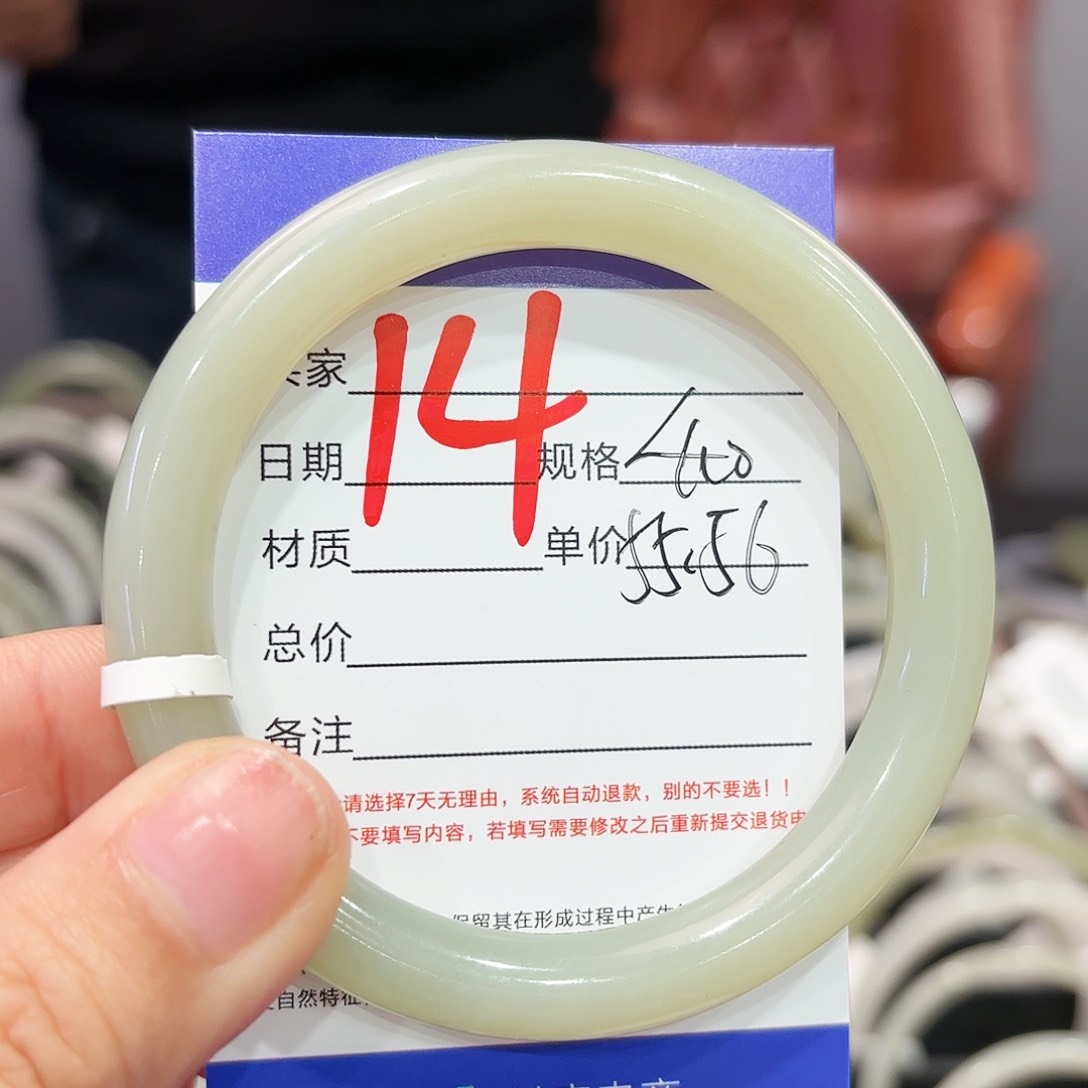 14
家
日期 规格
材质 单价 55.56
总价
备注
请选择7天无理由，系统自动退款，别的不要选！！
不要填写内容，若填写需要修改之后重新提交退货由
保留其在形成过程中产生
自然特征